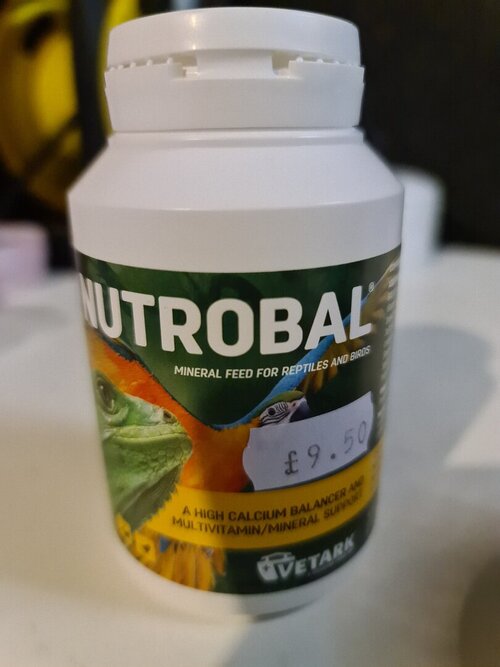 NUTROBAL®
MINERAL FEED FOR REPTILES AND BIRDS
£9.50
A HIGH CALCIUM BALANCER AND
MULTIVITAMIN/MINERAL SUPPORT
VETARK